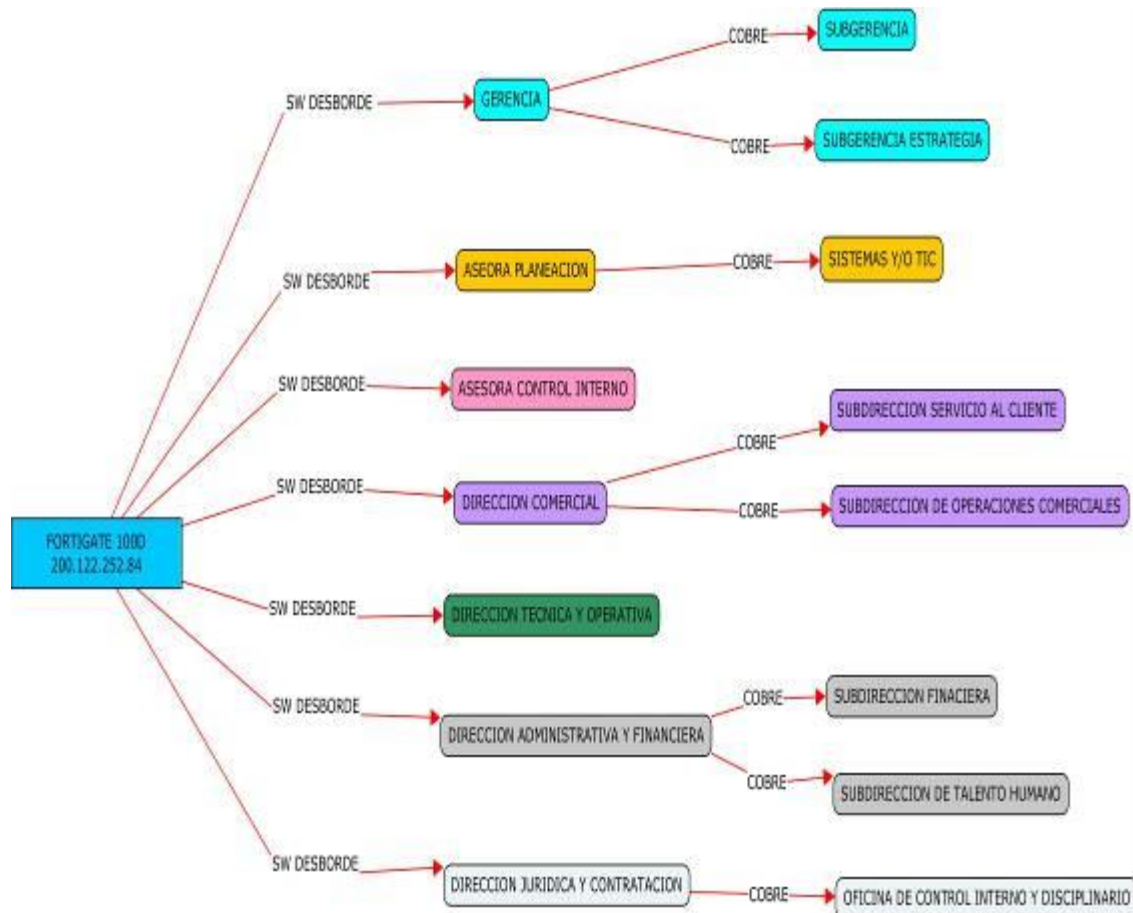 COBRE
SUBGERENCIA
SW DESBORDE
GERENCIA
COBRE
SUBGERENCIA ESTRATEGIA
SW DESBORDE
ASEORA PLANEACION
COBRE
SISTEMAS Y/O TIC
SW DESBORDE
ASESORA CONTROL INTERNO
COBRE
SUBDIRECCION SERVICIO AL CLIENTE
SW DESBORDE
DIRECCION COMERCIAL
COBRE
SUBDIRECCION DE OPERACIONES COMERCIALES
FORTIGATE 100D
200.122.252.84
SW DESBORDE
DIRECCION TECNICA Y OPERATIVA
SW DESBORDE
DIRECCION ADMINISTRATIVA Y FINANCIERA
COBRE
SUBDIRECCION FINACIERA
COBRE
SUBDIRECCION DE TALENTO HUMANO
SW DESBORDE
DIRECCION JURIDICA Y CONTRATACION
COBRE
OFICINA DE CONTROL INTERNO Y DISCIPLINARIO